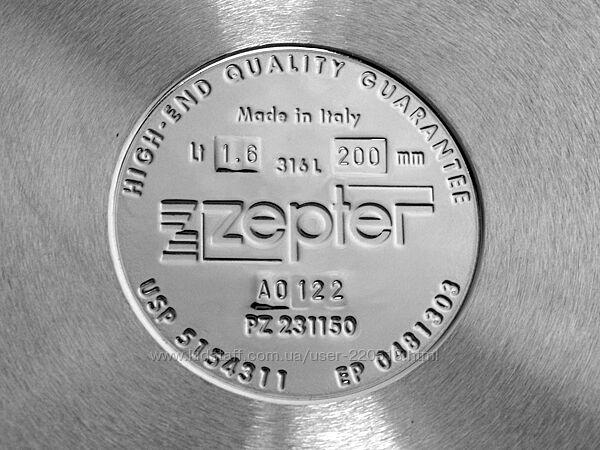 HIGH-END QUALITY GUARANTEE
Made in Italy
Lt 1.6 316L 200 mm
zepter
A0 122
PZ 231150
USP 5134311 EP 0481303